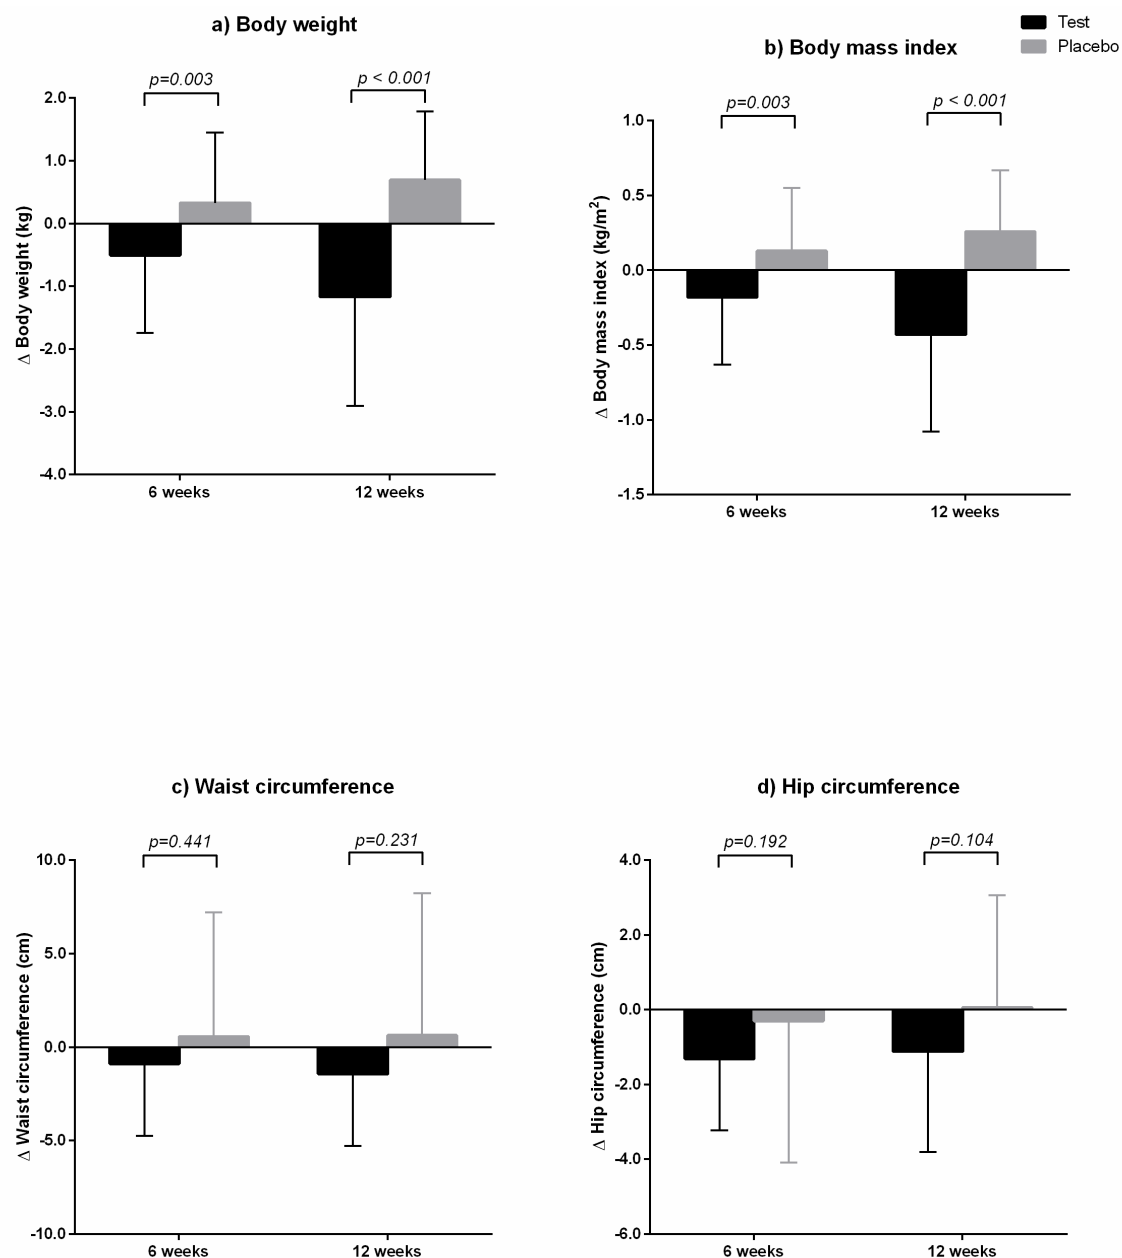 a) Body weight
p=0.003
p < 0.001
2.0
1.0
0.0
-1.0
-2.0
-3.0
-4.0
Δ Body weight (kg)
6 weeks
12 weeks
Test
Placebo
b) Body mass index
p=0.003
p < 0.001
1.0
0.5
0.0
-0.5
-1.0
-1.5
Δ Body mass index (kg/m²)
6 weeks
12 weeks
c) Waist circumference
p=0.441
p=0.231
10.0
5.0
0.0
-5.0
-10.0
Δ Waist circumference (cm)
6 weeks
12 weeks
d) Hip circumference
p=0.192
p=0.104
4.0
2.0
0.0
-2.0
-4.0
-6.0
Δ Hip circumference (cm)
6 weeks
12 weeks